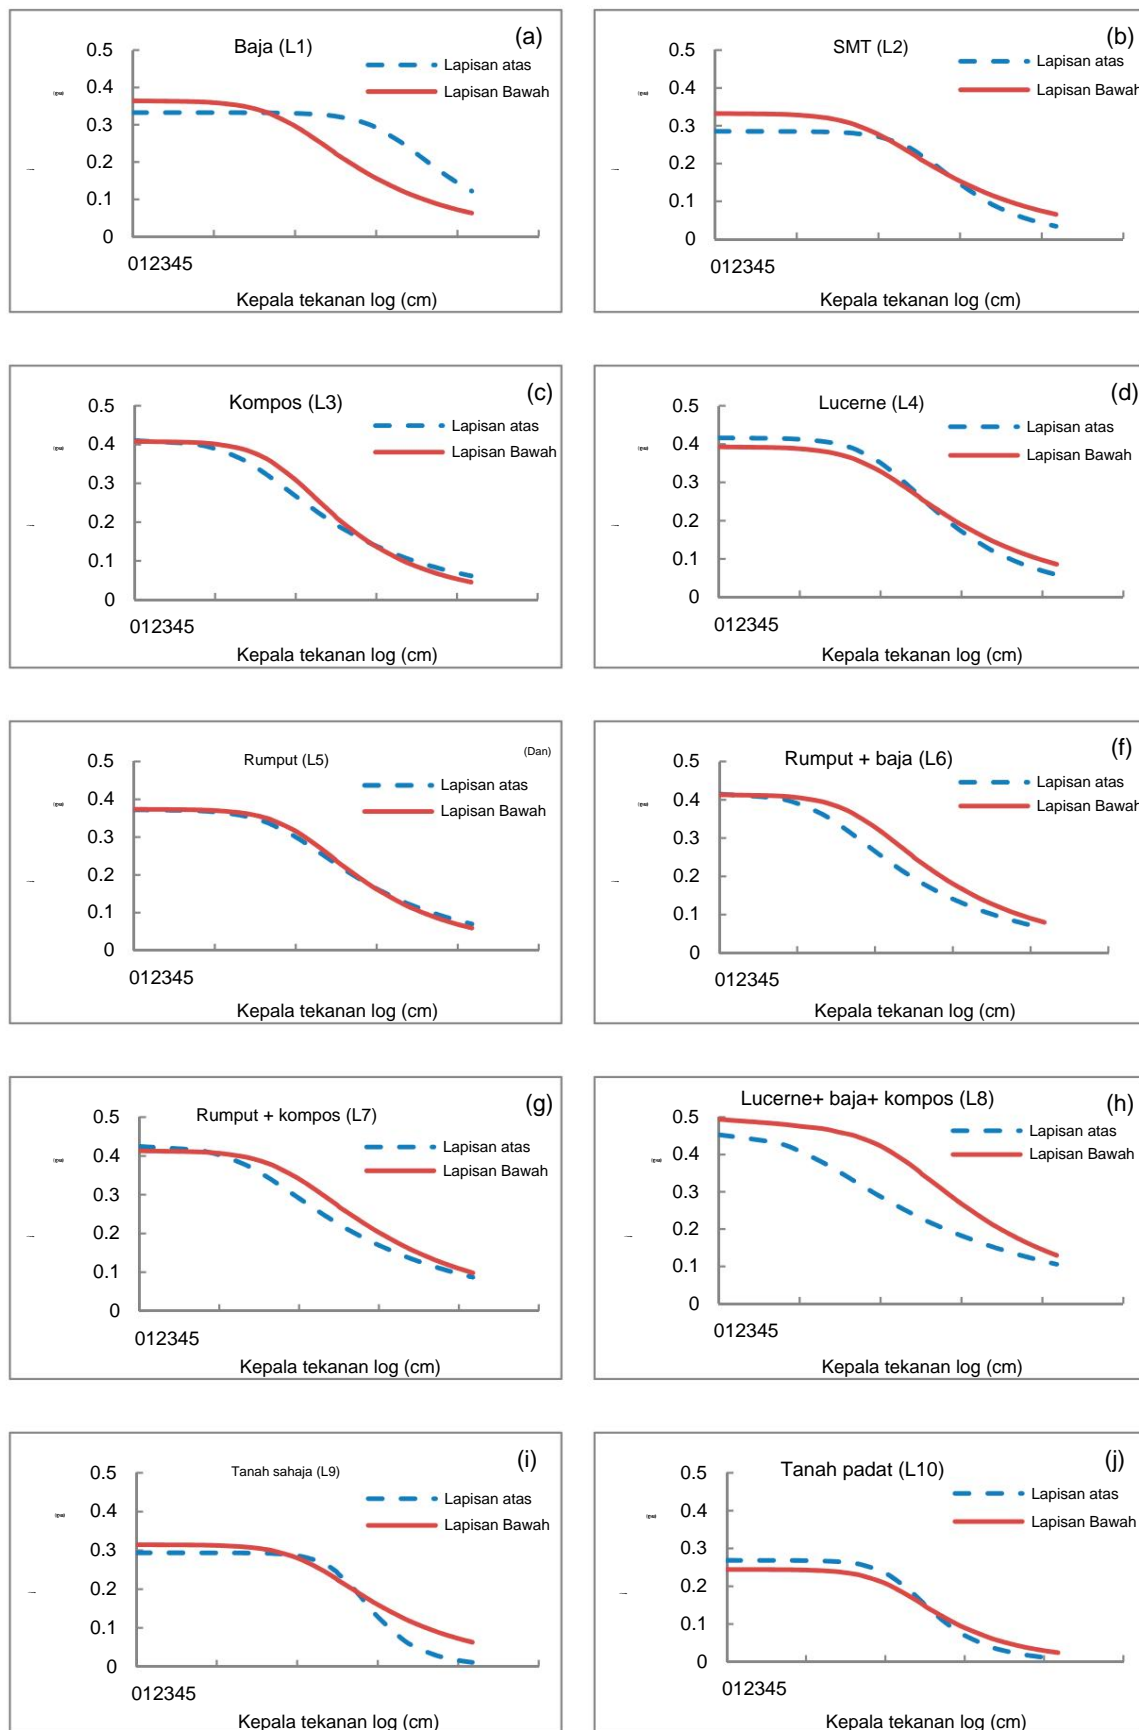 Baja (L1)
(a)
Lapisan atas
Lapisan Bawah
0.5
0.4
0.3
0.2
0.1
0
012345
Kepala tekanan log (cm)
SMT (L2)
(b)
Lapisan atas
Lapisan Bawah
0.5
0.4
0.3
0.2
0.1
0
012345
Kepala tekanan log (cm)
Kompos (L3)
(c)
Lapisan atas
Lapisan Bawah
0.5
0.4
0.3
0.2
0.1
0
012345
Kepala tekanan log (cm)
Lucerne (L4)
(d)
Lapisan atas
Lapisan Bawah
0.5
0.4
0.3
0.2
0.1
0
012345
Kepala tekanan log (cm)
Rumput (L5)
(Dan)
Lapisan atas
Lapisan Bawah
0.5
0.4
0.3
0.2
0.1
0
012345
Kepala tekanan log (cm)
Rumput + baja (L6)
(f)
Lapisan atas
Lapisan Bawah
0.5
0.4
0.3
0.2
0.1
0
012345
Kepala tekanan log (cm)
Rumput + kompos (L7)
(g)
Lapisan atas
Lapisan Bawah
0.5
0.4
0.3
0.2
0.1
0
012345
Kepala tekanan log (cm)
Lucerne+ baja+ kompos (L8)
(h)
Lapisan atas
Lapisan Bawah
0.5
0.4
0.3
0.2
0.1
0
012345
Kepala tekanan log (cm)
Tanah sahaja (L9)
(i)
Lapisan atas
Lapisan Bawah
0.5
0.4
0.3
0.2
0.1
0
012345
Kepala tekanan log (cm)
Tanah padat (L10)
(j)
Lapisan atas
Lapisan Bawah
0.5
0.4
0.3
0.2
0.1
0
012345
Kepala tekanan log (cm)